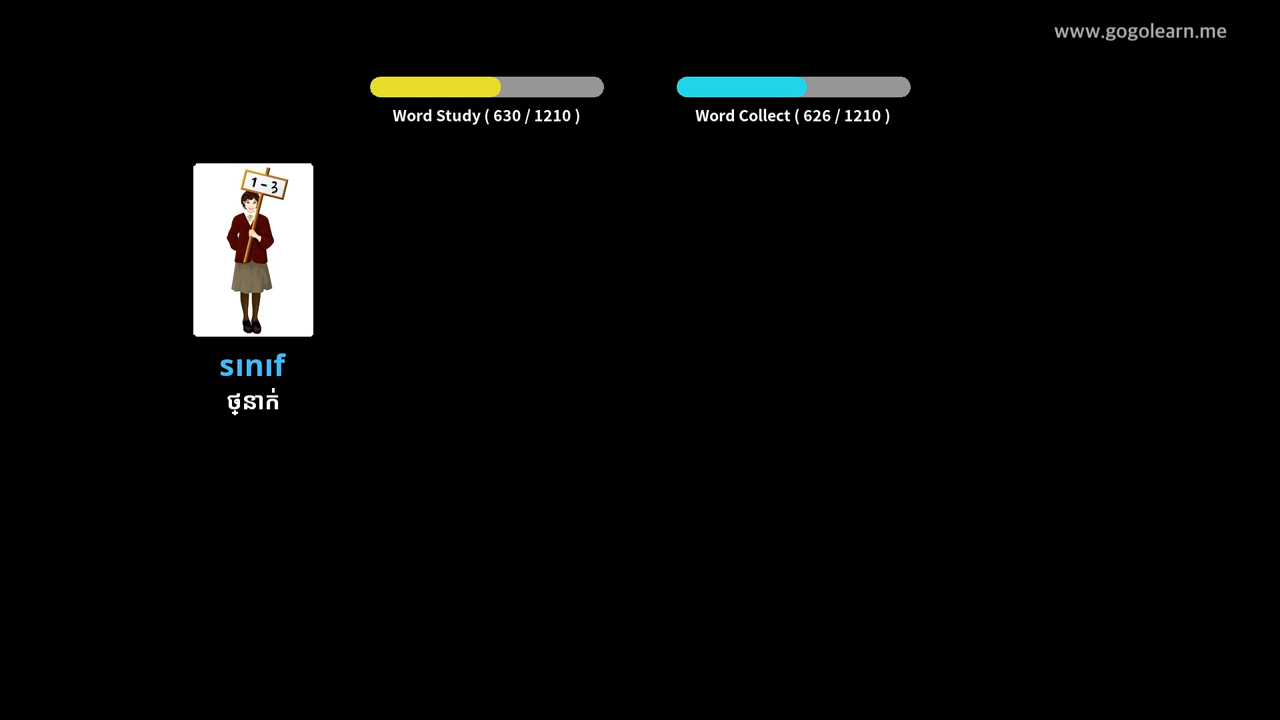 www.gogolearn.me
Word Study ( 630 / 1210 )
Word Collect ( 626 / 1210 )
1 - 3
sınıf
ថ្នាក់